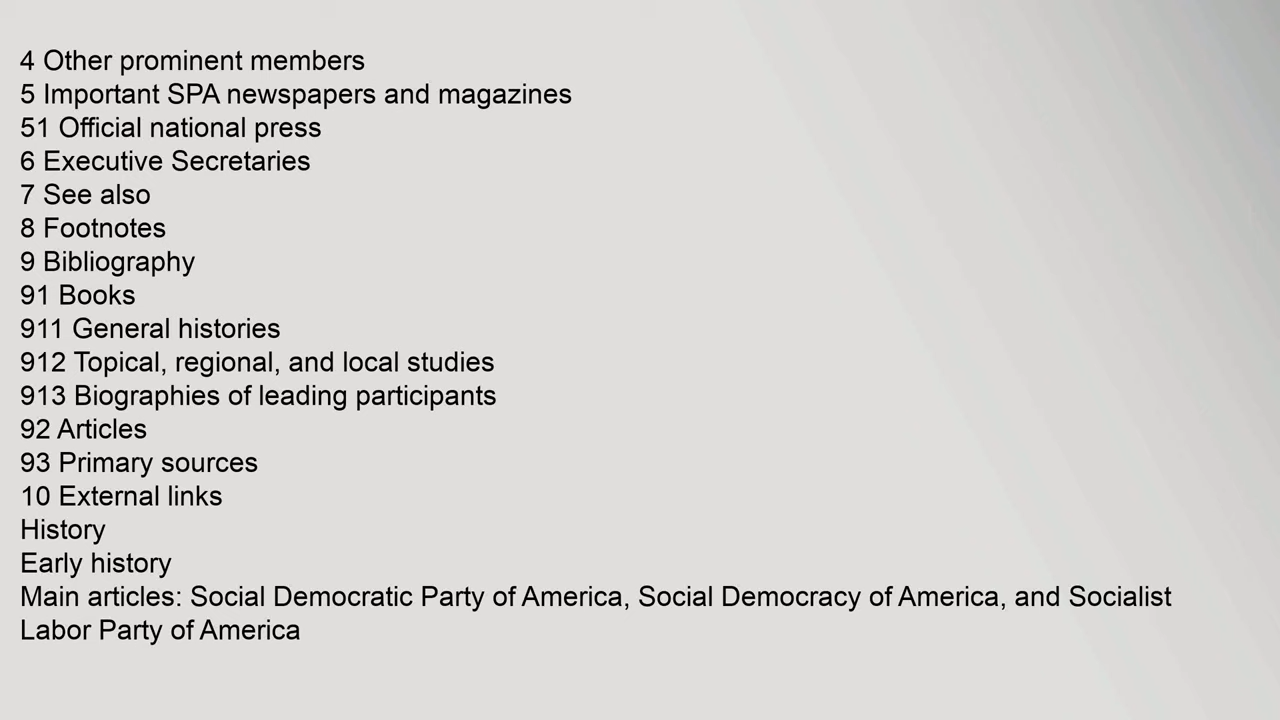 4 Other prominent members
5 Important SPA newspapers and magazines
51 Official national press
6 Executive Secretaries
7 See also
8 Footnotes
9 Bibliography
91 Books
911 General histories
912 Topical, regional, and local studies
913 Biographies of leading participants
92 Articles
93 Primary sources
10 External links
History
Early history
Main articles: Social Democratic Party of America, Social Democracy of America, and Socialist
Labor Party of America